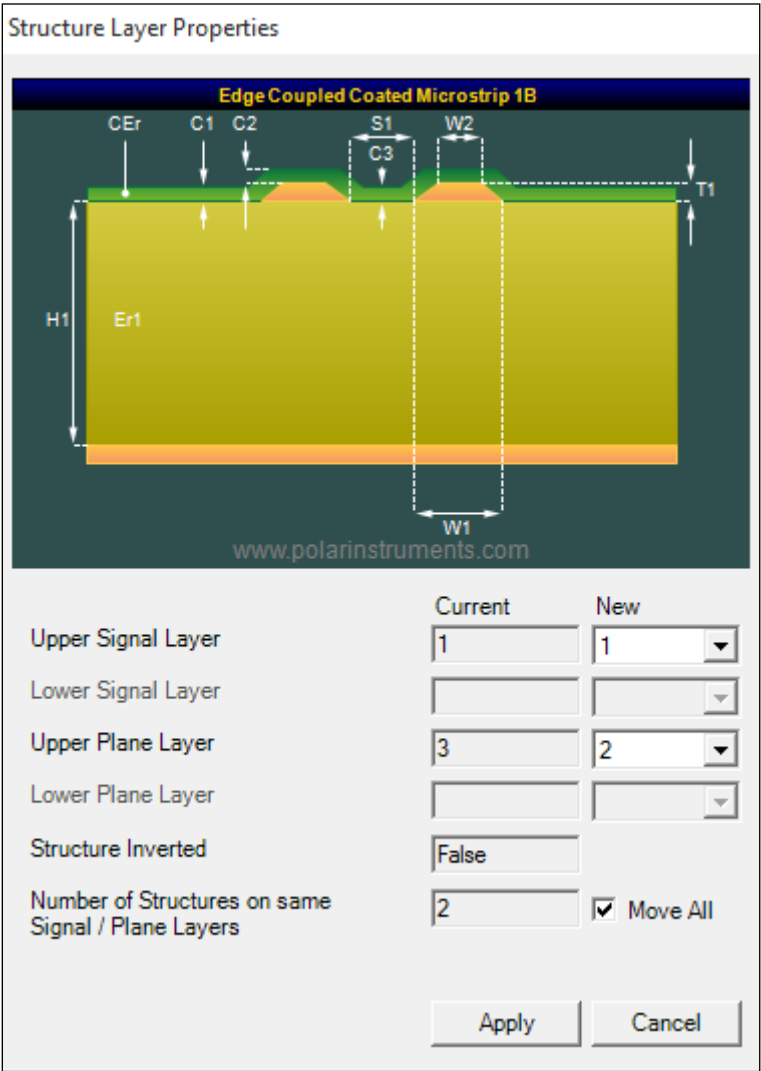 Structure Layer Properties
Edge Coupled Coated Microstrip 1B
CEr C1 C2 S1 W2
C3
T1
H1 Er1
W1
www.polarinstruments.com
Current New
Upper Signal Layer 1 1
Lower Signal Layer
Upper Plane Layer 3 2
Lower Plane Layer
Structure Inverted False
Number of Structures on same 2 Move All
Signal / Plane Layers
Apply Cancel